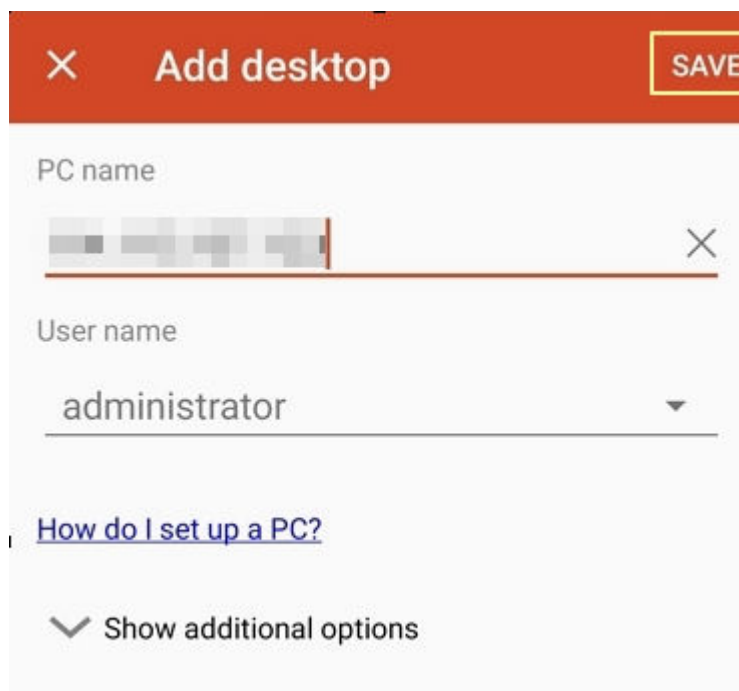 Add desktop SAVE
PC name
User name
administrator
How do I set up a PC?
Show additional options